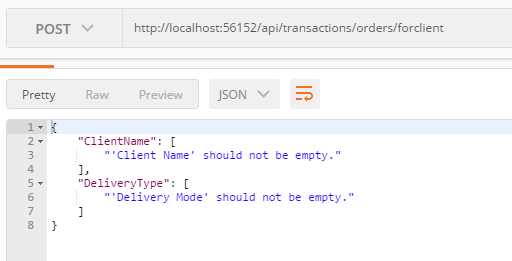 POST http://localhost:56152/api/transactions/orders/forclient
Pretty Raw Preview JSON
1 {
2 "ClientName": [
3 "'Client Name' should not be empty."
4 ],
5 "DeliveryType": [
6 "'Delivery Mode' should not be empty."
7 ]
8 }